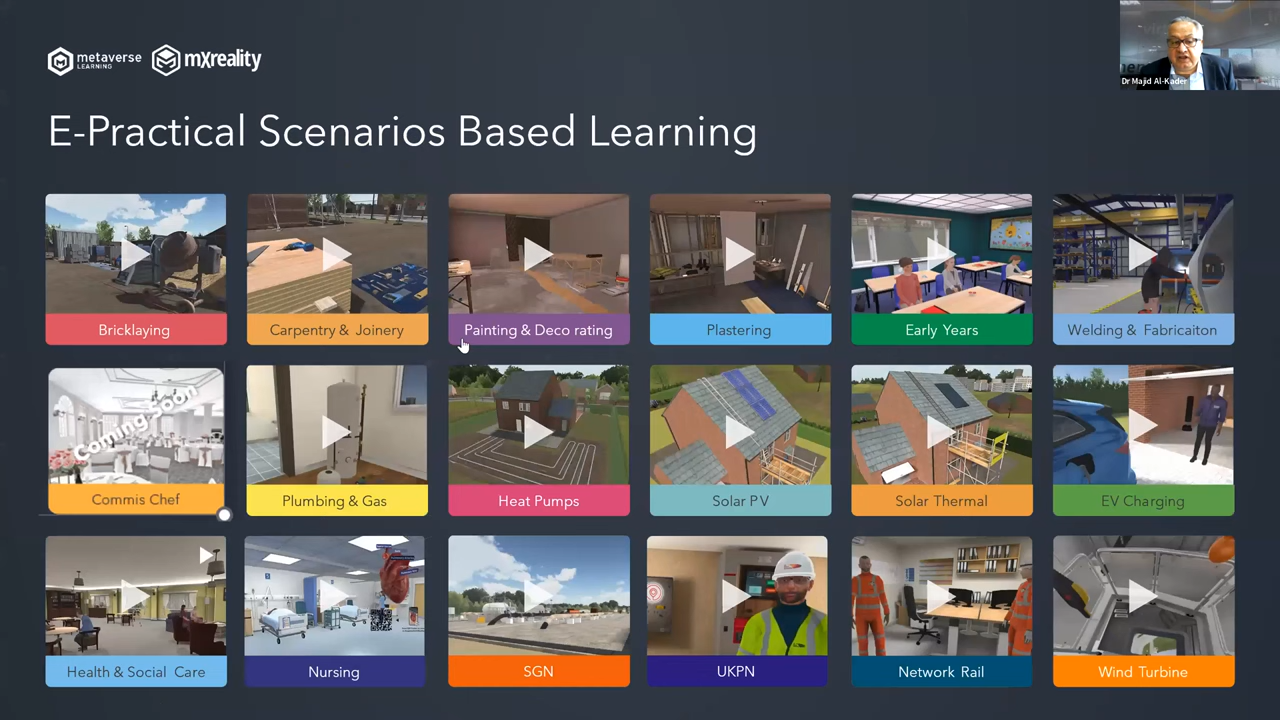 metaverse
LEARNING
mXreality
Dr Majid Al-Kader
E-Practical Scenarios Based Learning
Bricklaying
Carpentry & Joinery
Painting & Deco rating
Plastering
Early Years
Welding & Fabricaiton
Coming Soon
Commis Chef
Plumbing & Gas
Heat Pumps
Solar PV
Solar Thermal
EV Charging
Health & Social Care
Nursing
SGN
UKPN
Network Rail
Wind Turbine